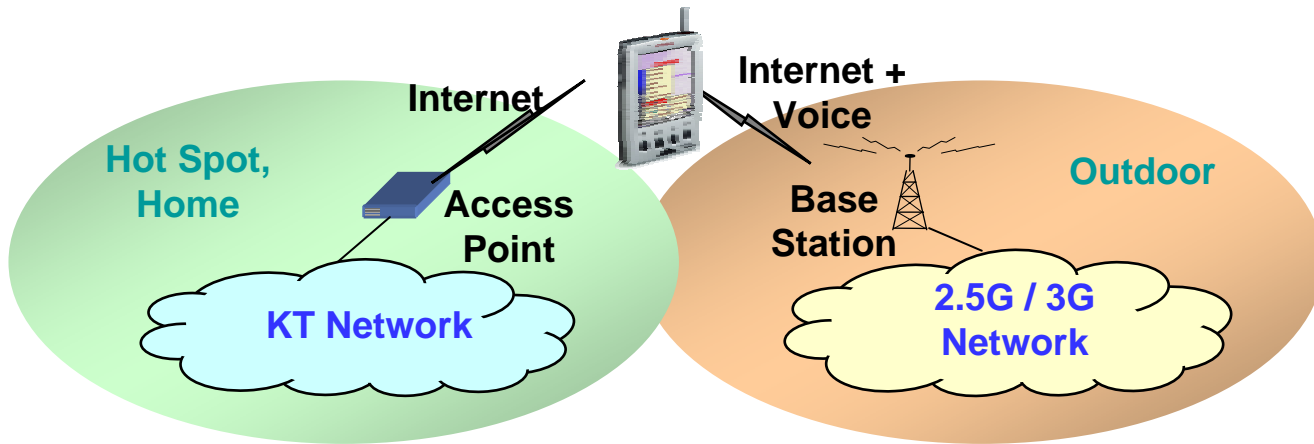 Internet
Internet +
Voice
Hot Spot,
Home
Access
Point
Outdoor
Base
Station
KT Network
2.5G / 3G
Network